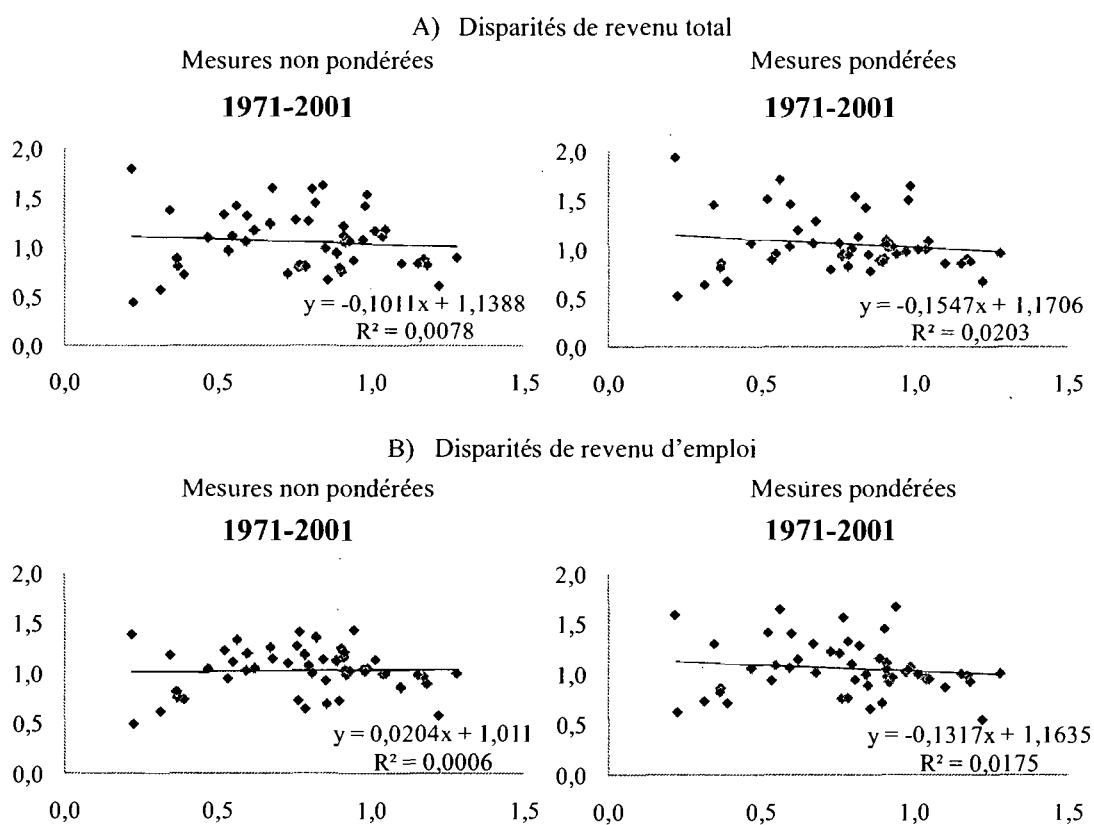 A) Disparités de revenu total
Mesures non pondérées
1971-2001
2,0
1,5
1,0
0,5
0,0
y = -0,1011x + 1,1388
R² = 0,0078
0,0 0,5 1,0 1,5
Mesures pondérées
1971-2001
2,0
1,5
1,0
0,5
0,0
y = -0,1547x + 1,1706
R² = 0,0203
0,0 0,5 1,0 1,5
B) Disparités de revenu d'emploi
Mesures non pondérées
1971-2001
2,0
1,5
1,0
0,5
0,0
y = 0,0204x + 1,011
R² = 0,0006
0,0 0,5 1,0 1,5
Mesures pondérées
1971-2001
2,0
1,5
1,0
0,5
0,0
y = -0,1317x + 1,1635
R² = 0,0175
0,0 0,5 1,0 1,5